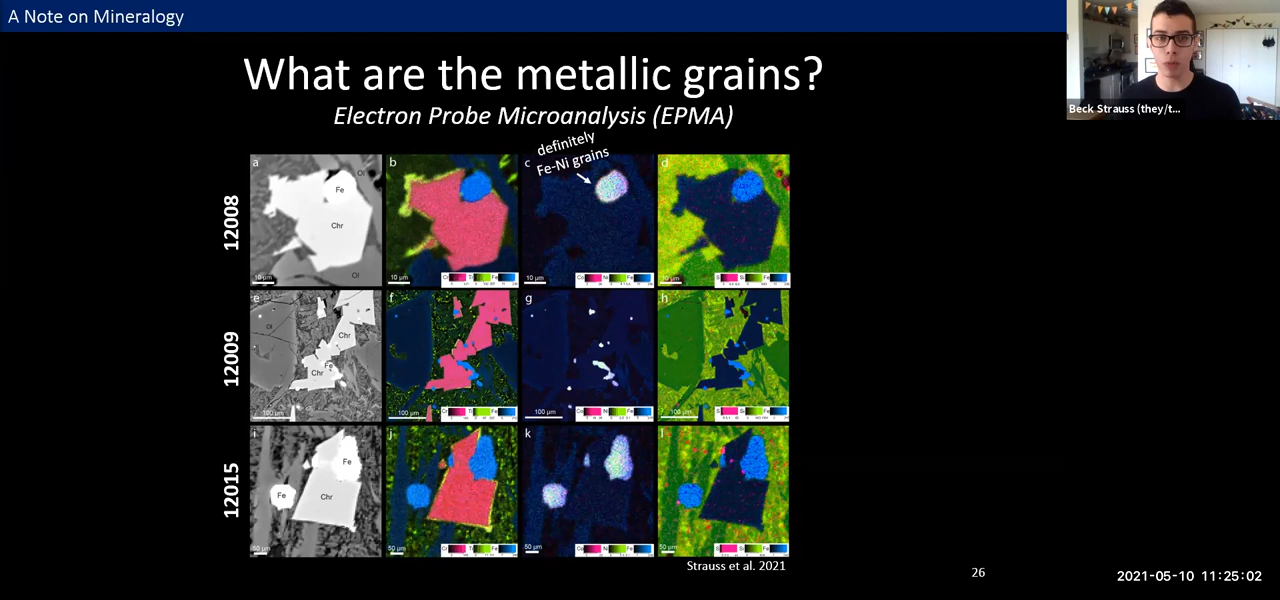 A Note on Mineralogy
What are the metallic grains?
Electron Probe Microanalysis (EPMA)
Beck Strauss (they/t...
definitely
Fe-Ni grains
12008
a
Fe
Ol
Chr
Ol
10 µm
b
10 µm
c
10 µm
d
10 µm
12009
e
Ol
Chr
Fe
Chr
100 µm
f
100 µm
g
100 µm
h
100 µm
12015
i
Fe
Fe
Chr
50 µm
j
50 µm
k
50 µm
l
50 µm
Strauss et al. 2021
26
2021-05-10 11:25:02